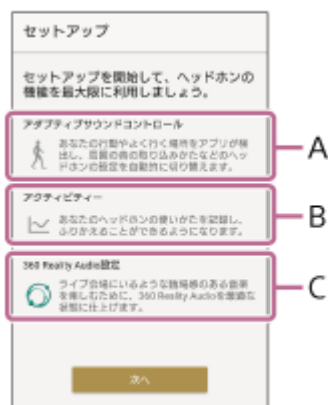 セットアップ
セットアップを開始して、ヘッドホンの
機能を最大限に利用しましょう。
アダプティブサウンドコントロール
あなたの行動やよく行く場所をアプリが検
出し、周囲の音の取り込みかたなどのヘッ
ドホンの設定を自動的に切り替えます。
A
アクティビティー
あなたのヘッドホンの使いかたを記録し、
ふりかえることができるようになります。
B
360 Reality Audio設定
ライブ会場にいるような臨場感のある音楽
を楽しむために、360 Reality Audioを最適な
状態に仕上げます。
C
次へ